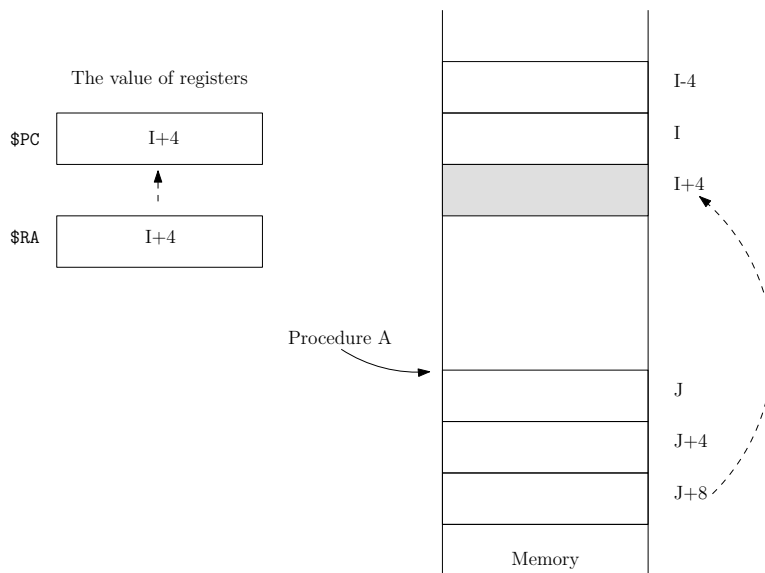 The value of registers
$PC
I+4
$RA
I+4
Procedure A
I-4
I
I+4
J
J+4
J+8
Memory